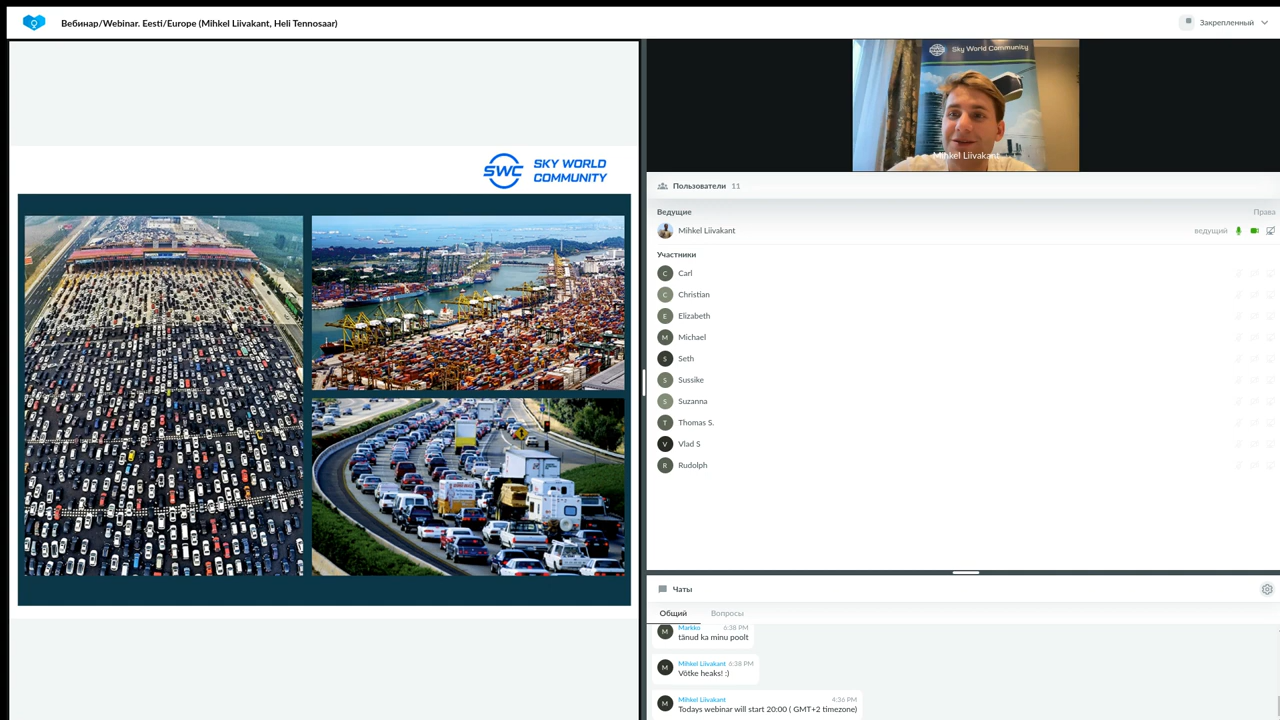 Вебинар/Webinar. Eesti/Europe (Mihkel Liivakant, Heli Tennosaar)
Закрепленный
SWC SKY WORLD
COMMUNITY
Sky World Community
Mihkel Liivakant
Пользователи 11
Ведущие Права
Mihkel Liivakant ведущий
Участники
C Carl
C Christian
E Elizabeth
M Michael
S Seth
S Sussike
S Suzanna
T Thomas S.
V Vlad S
R Rudolph
Чаты
Общий Вопросы
M Markko 6:38 PM
tänud ka minu poolt
M Mihkel Liivakant 6:38 PM
Võtke heaks! :)
M Mihkel Liivakant 4:36 PM
Todays webinar will start 20:00 ( GMT+2 timezone)